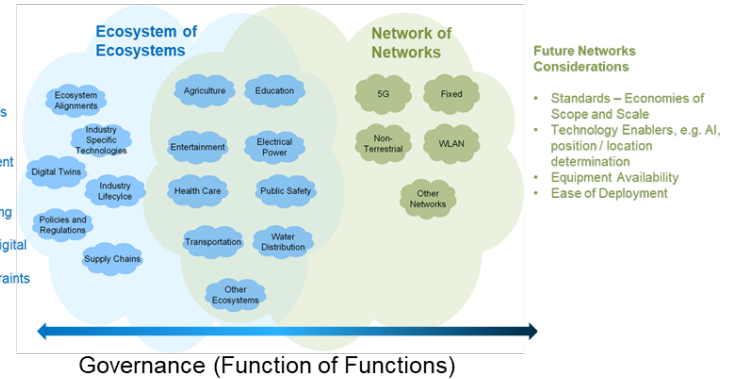 Ecosystem of
Ecosystems
Network of
Networks
Future Networks
Considerations
• Standards – Economies of
Scope and Scale
• Technology Enablers, e.g. AI,
position / location
determination
• Equipment Availability
• Ease of Deployment
Ecosystem
Alignments
Industry
Specific
Technologies
Digital Twins
Industry
Lifecylce
Policies and
Regulations
Supply Chains
Agriculture
Education
Entertainment
Electrical
Power
Health Care
Public Safety
Transportation
Water
Distribution
Other
Ecosystems
5G
Fixed
Non-
Terrestrial
WLAN
Other
Networks
Governance (Function of Functions)